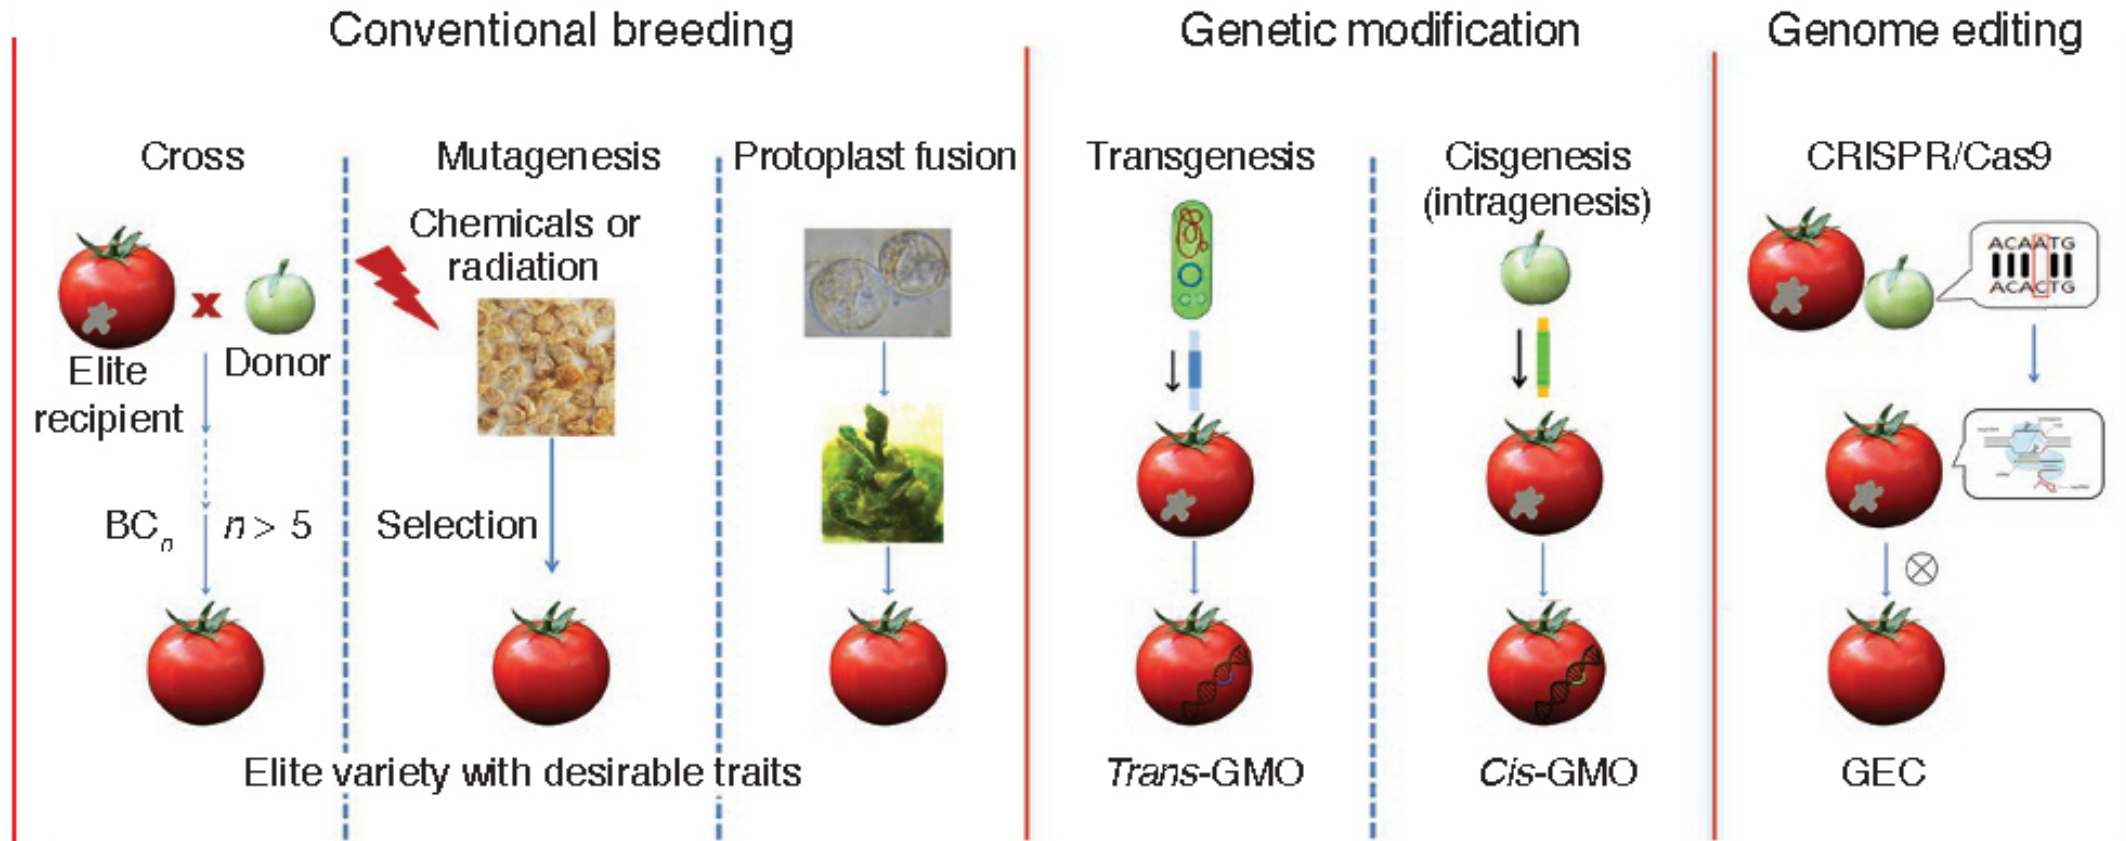 Conventional breeding
Genetic modification
Genome editing
Cross
Mutagenesis
Protoplast fusion
Transgenesis
Cisgenesis
(intragenesis)
CRISPR/Cas9
Chemicals or
radiation
x
Elite
recipient
Donor
ACAATG
ACACTG
BCn n > 5
Selection
Elite variety with desirable traits
Trans-GMO
Cis-GMO
GEC